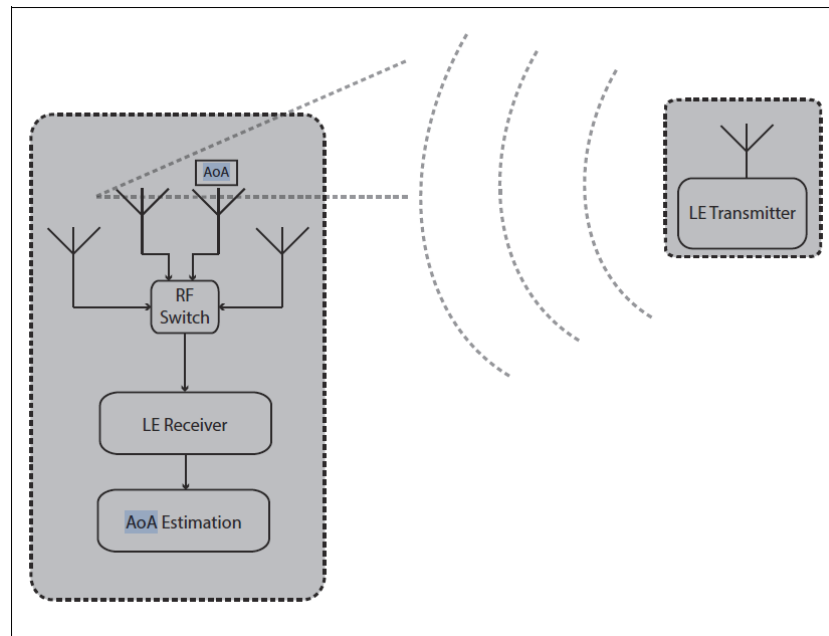 AoA
LE Transmitter
RF
Switch
LE Receiver
AoA Estimation